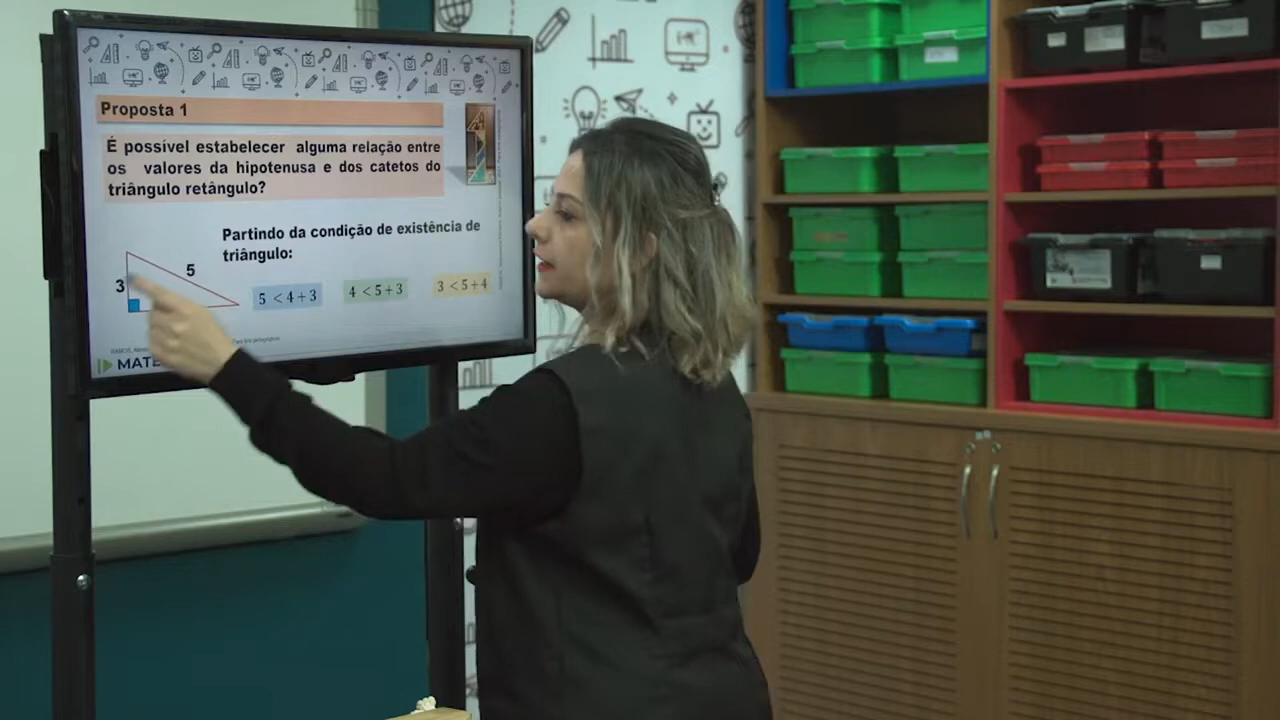 Proposta 1
É possível estabelecer alguma relação entre
os valores da hipotenusa e dos catetos do
triângulo retângulo?
Partindo da condição de existência de
triângulo:
5
3
5 < 4 + 3
4 < 5 + 3
3 < 5 + 4